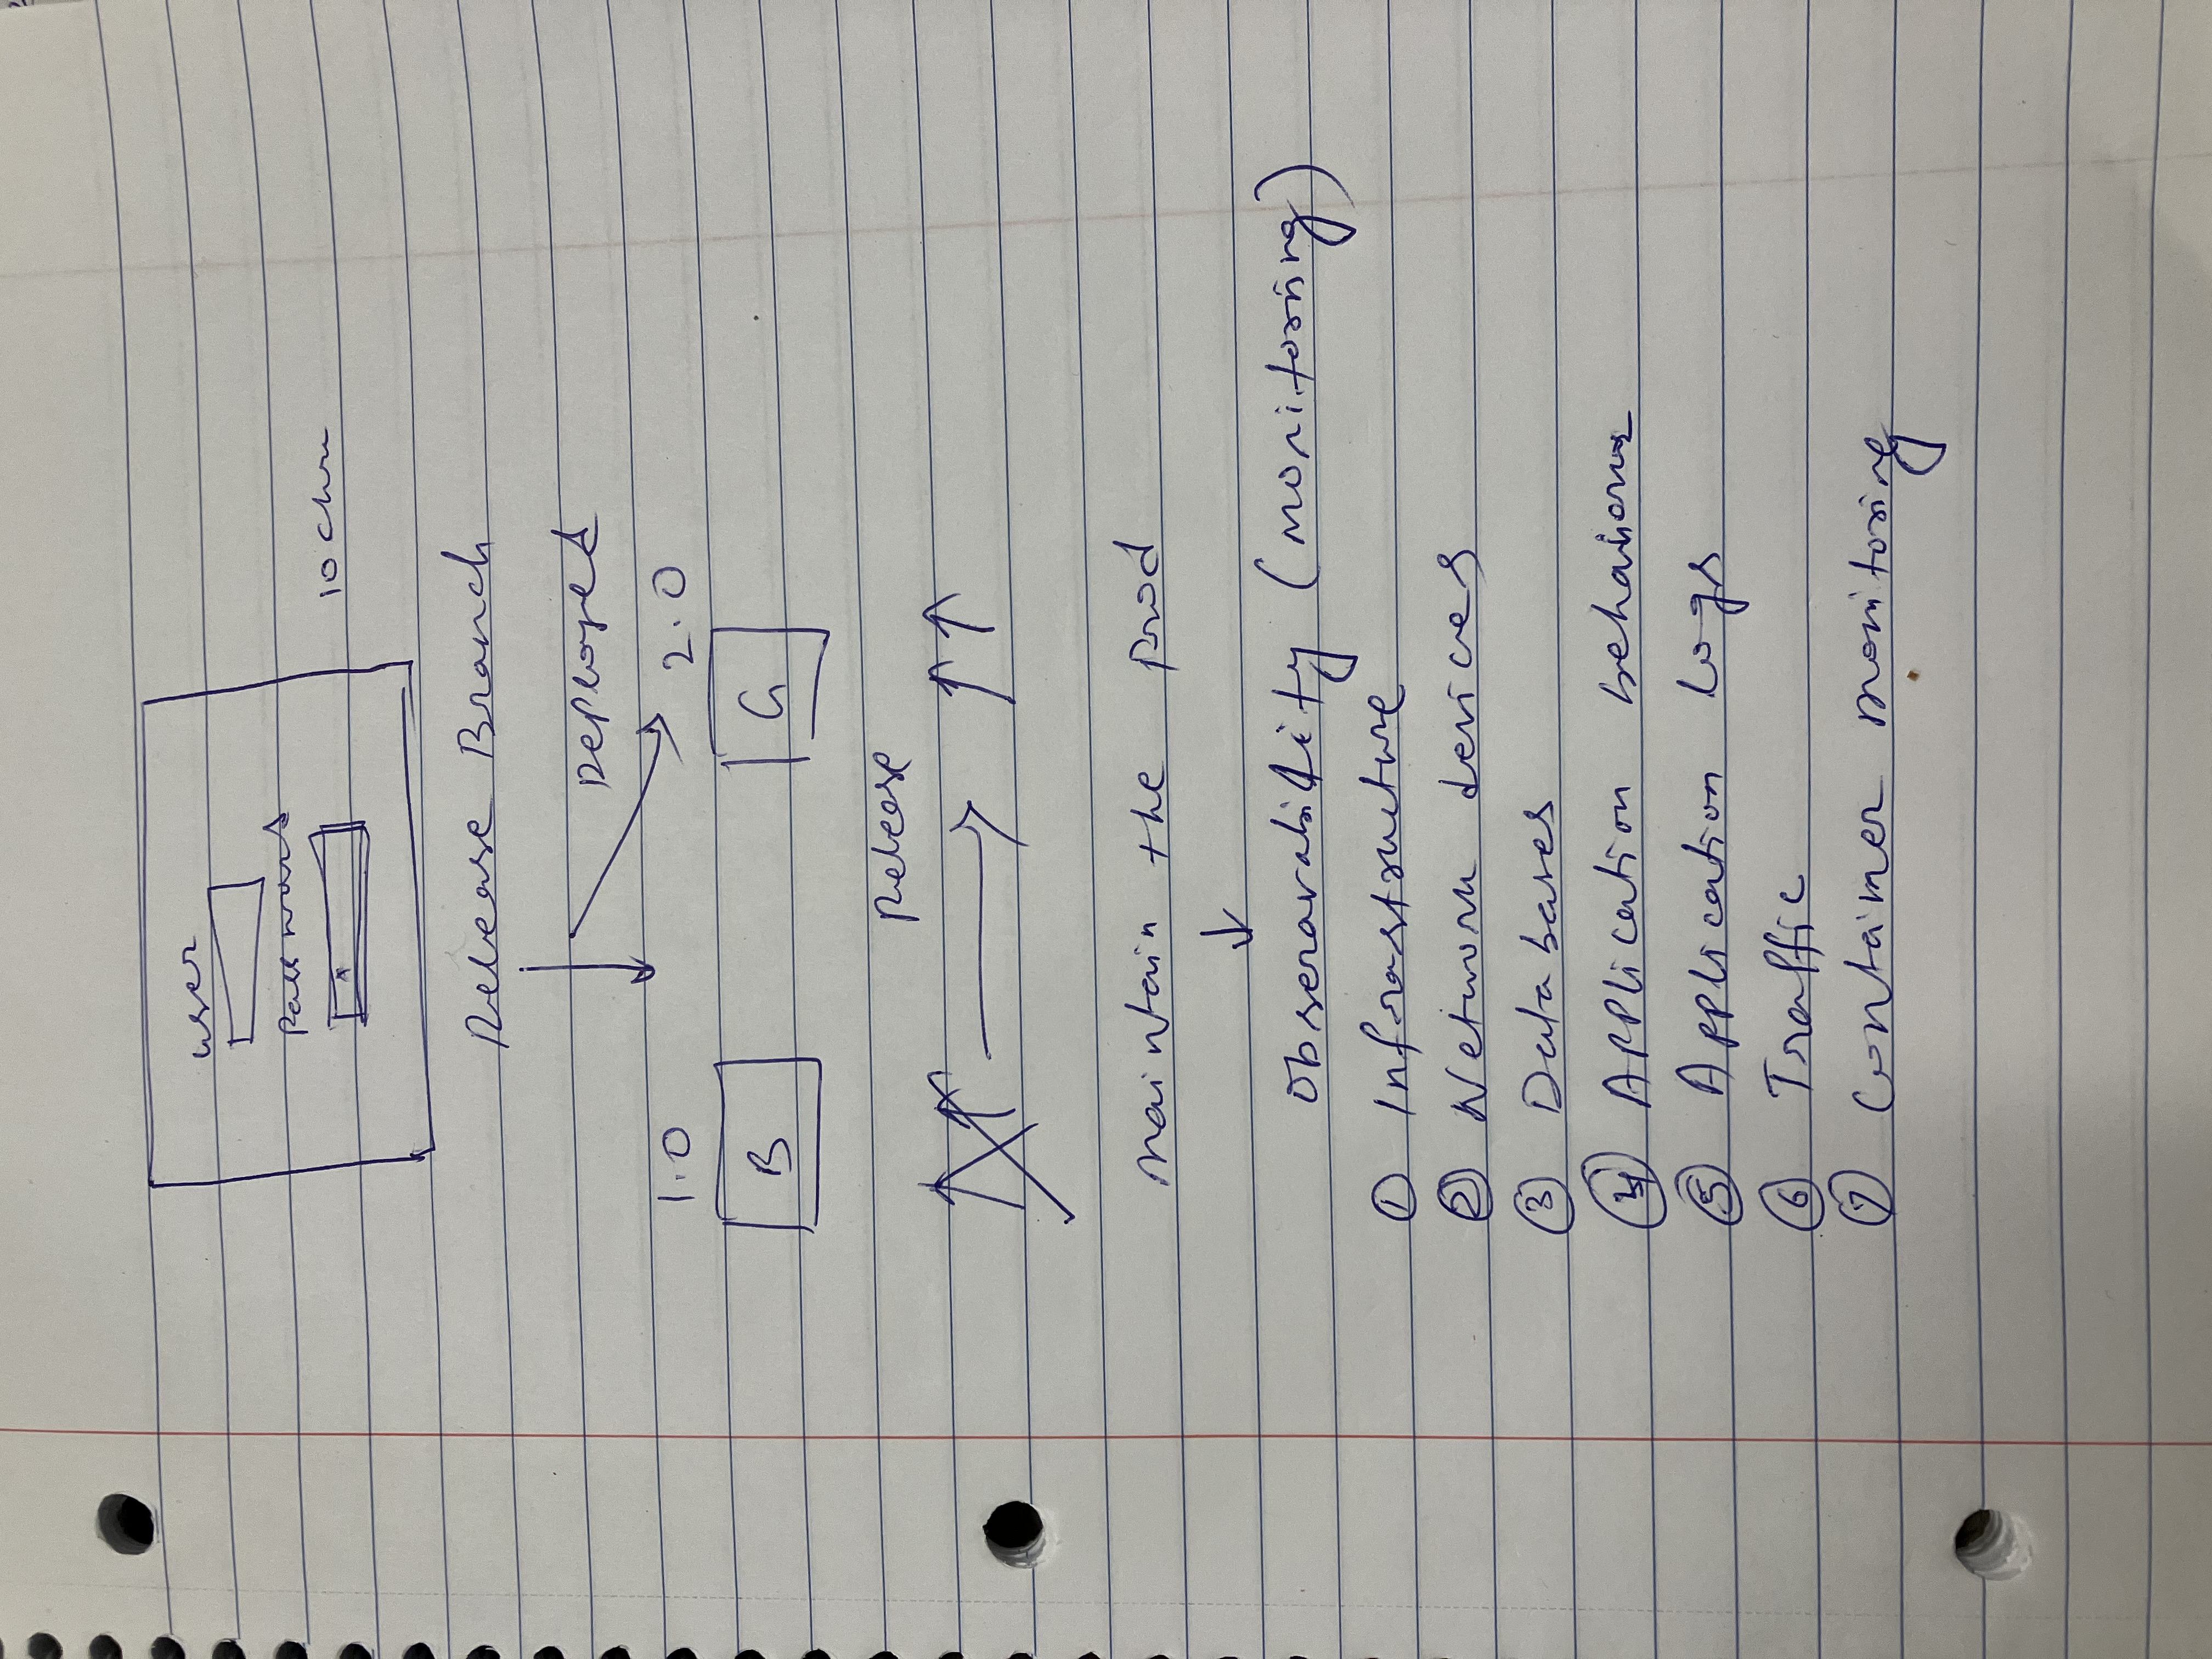 user
Password
10 Chr
Release Branch
Deployed
1.0 2.0
B G
Release
Maintain the prod
Obseravability (Monitoring)
① Infrastructure
② Network devices
③ Databases
④ Application behaviour
⑤ Application Logs
⑥ Traffic
⑦ Container monitoring